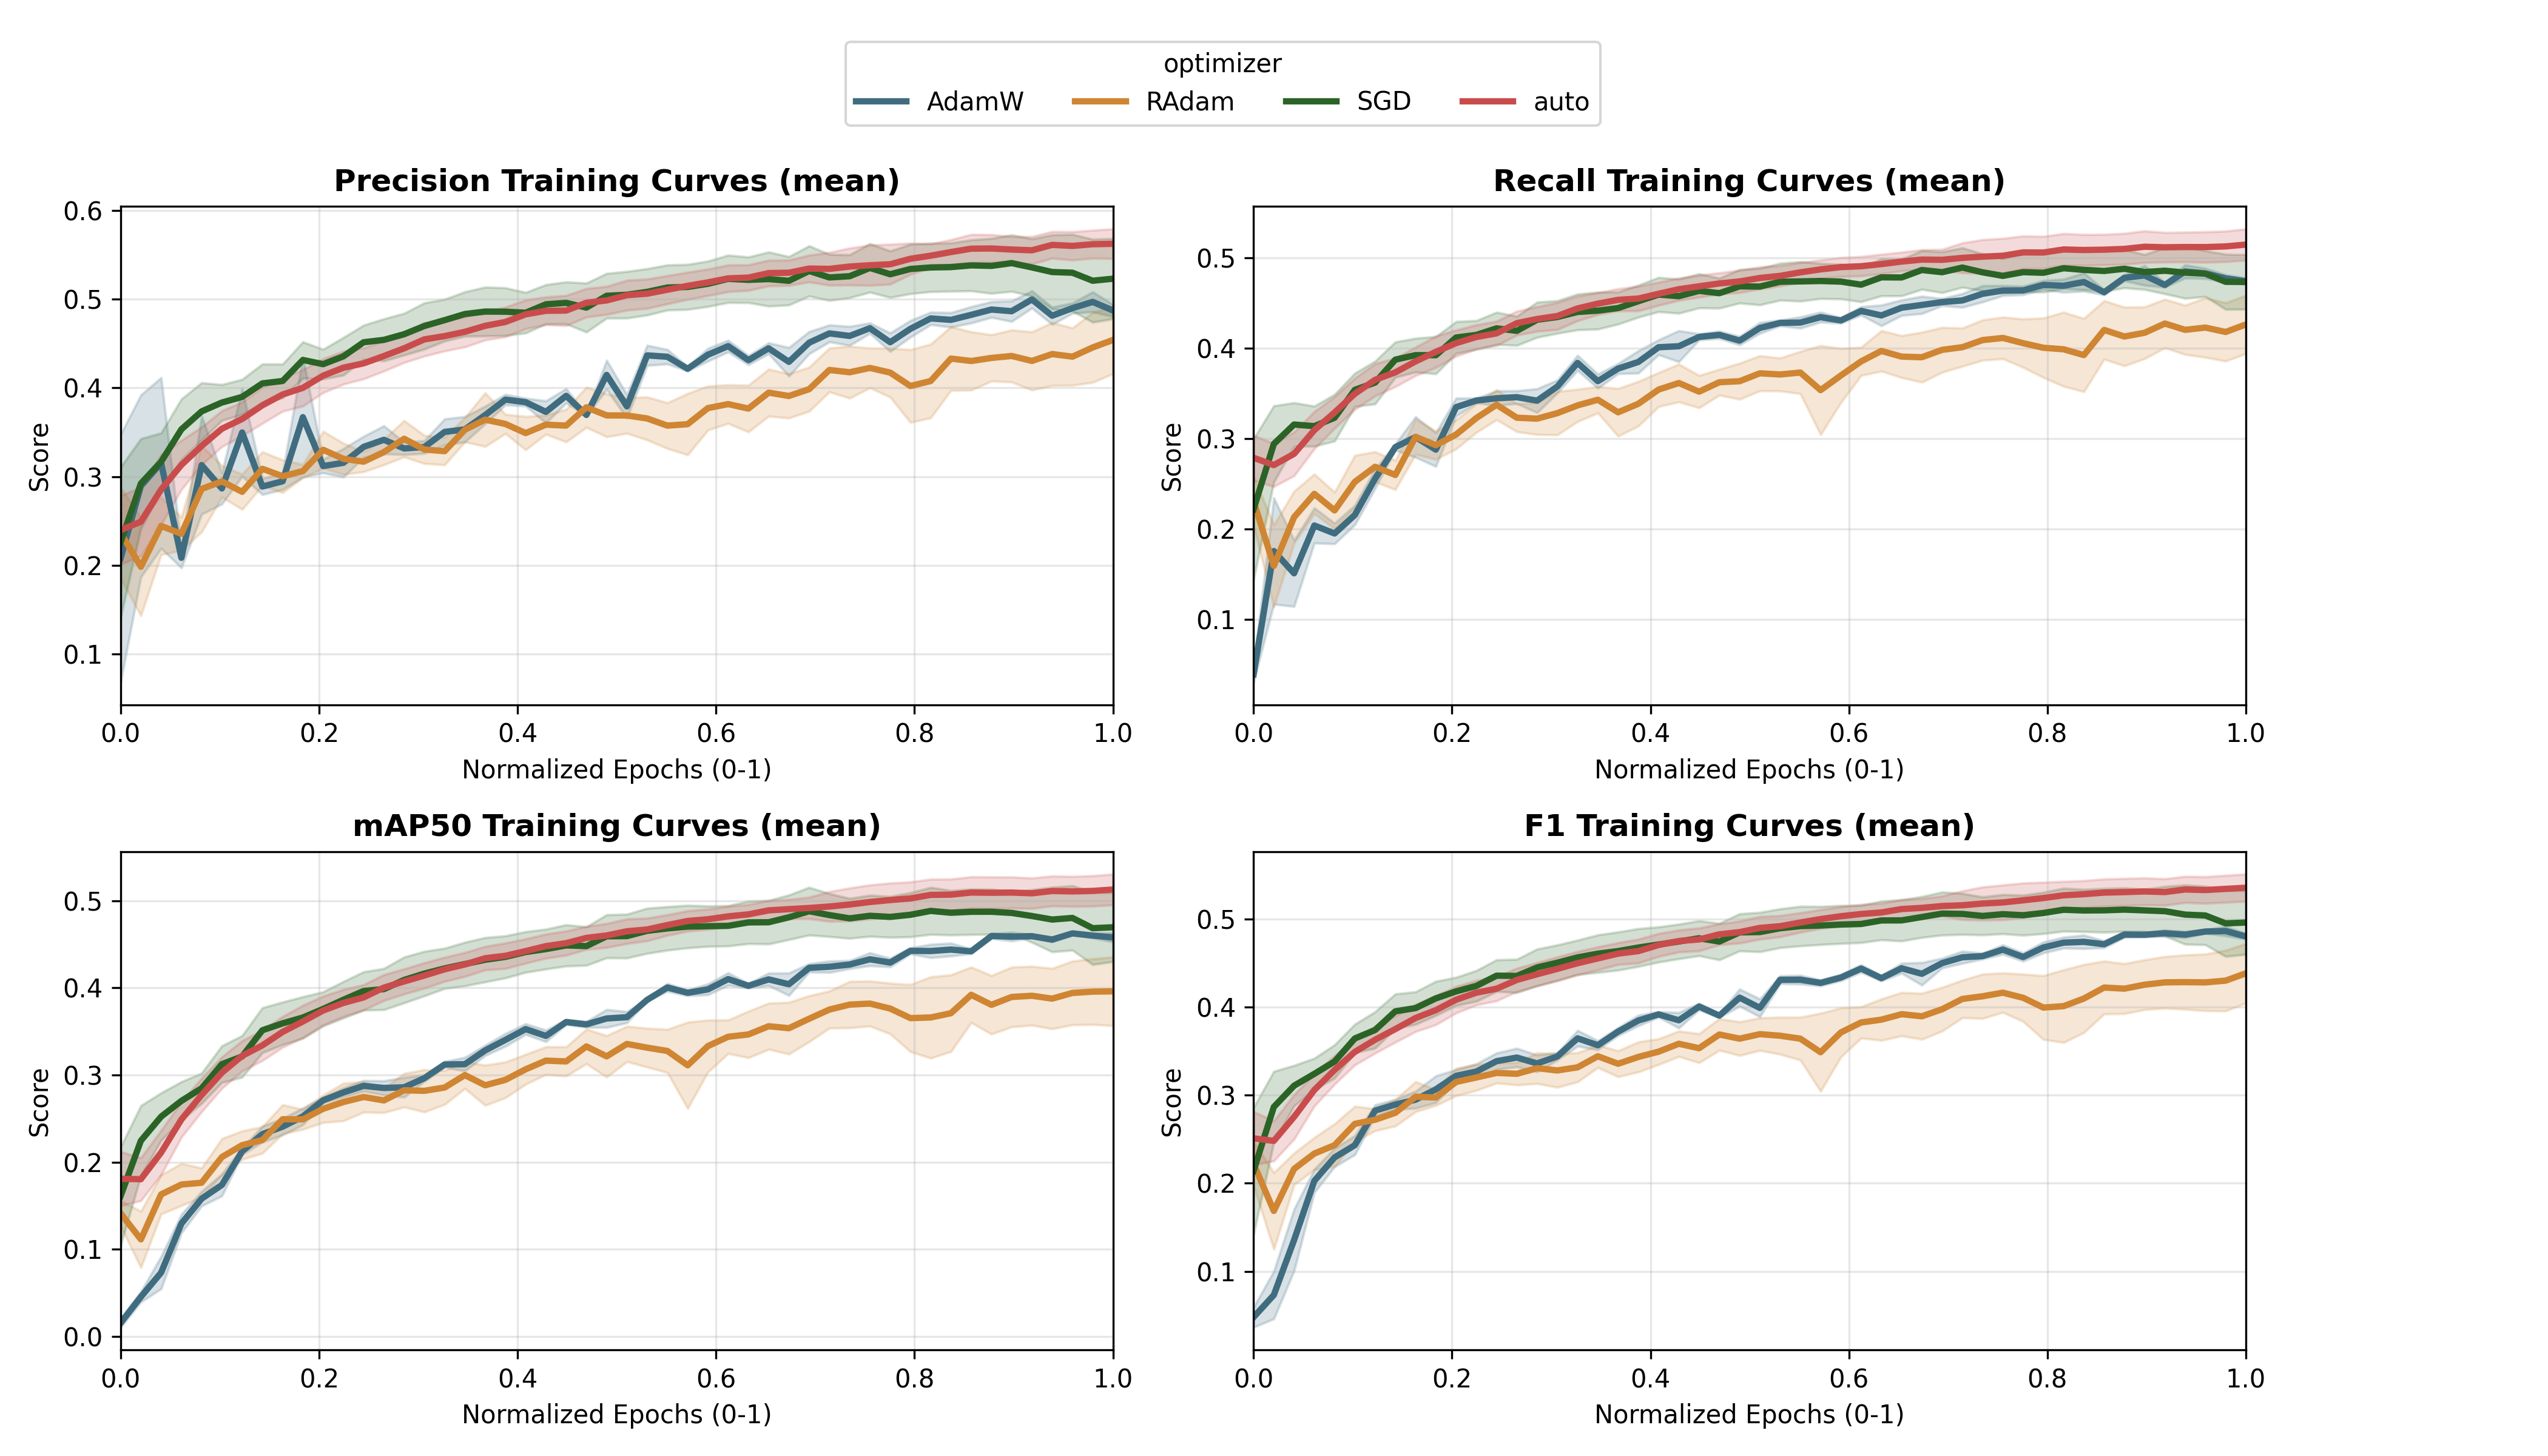 optimizer
AdamW RAdam SGD auto
Precision Training Curves (mean)
0.6
0.5
0.4
0.3
0.2
0.1
Score
0.0 0.2 0.4 0.6 0.8 1.0
Normalized Epochs (0-1)
Recall Training Curves (mean)
0.5
0.4
0.3
0.2
0.1
Score
0.0 0.2 0.4 0.6 0.8 1.0
Normalized Epochs (0-1)
mAP50 Training Curves (mean)
0.5
0.4
0.3
0.2
0.1
0.0
Score
0.0 0.2 0.4 0.6 0.8 1.0
Normalized Epochs (0-1)
F1 Training Curves (mean)
0.5
0.4
0.3
0.2
0.1
Score
0.0 0.2 0.4 0.6 0.8 1.0
Normalized Epochs (0-1)